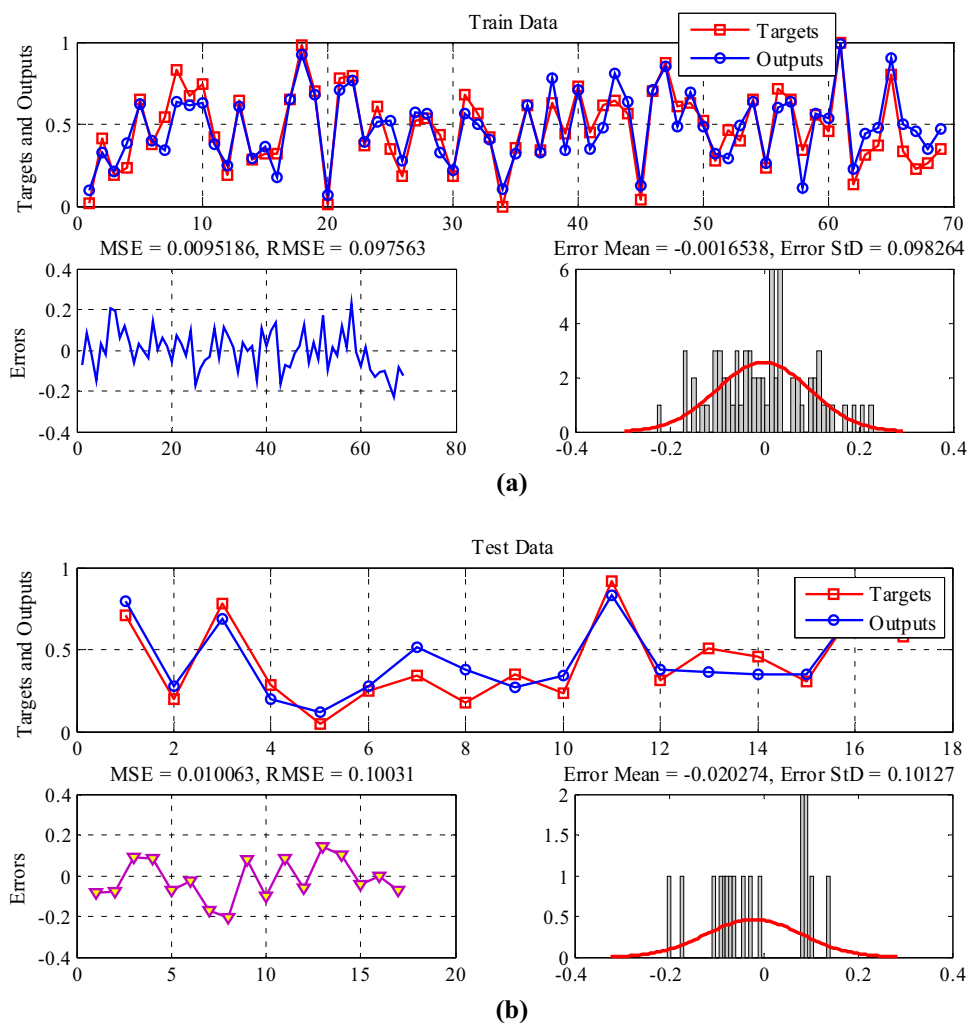 Train Data
Targets and Outputs
1
0.5
0
Targets
Outputs
0 10 20 30 40 50 60 70
MSE = 0.0095186, RMSE = 0.097563
Errors
0.4
0.2
0
-0.2
-0.4
0 20 40 60 80
Error Mean = -0.0016538, Error StD = 0.098264
6
4
2
0
-0.4 -0.2 0 0.2 0.4
(a)
Test Data
Targets and Outputs
1
0.5
0
Targets
Outputs
0 2 4 6 8 10 12 14 16 18
MSE = 0.010063, RMSE = 0.10031
Errors
0.4
0.2
0
-0.2
-0.4
0 5 10 15 20
Error Mean = -0.020274, Error StD = 0.10127
2
1.5
1
0.5
0
-0.4 -0.2 0 0.2 0.4
(b)